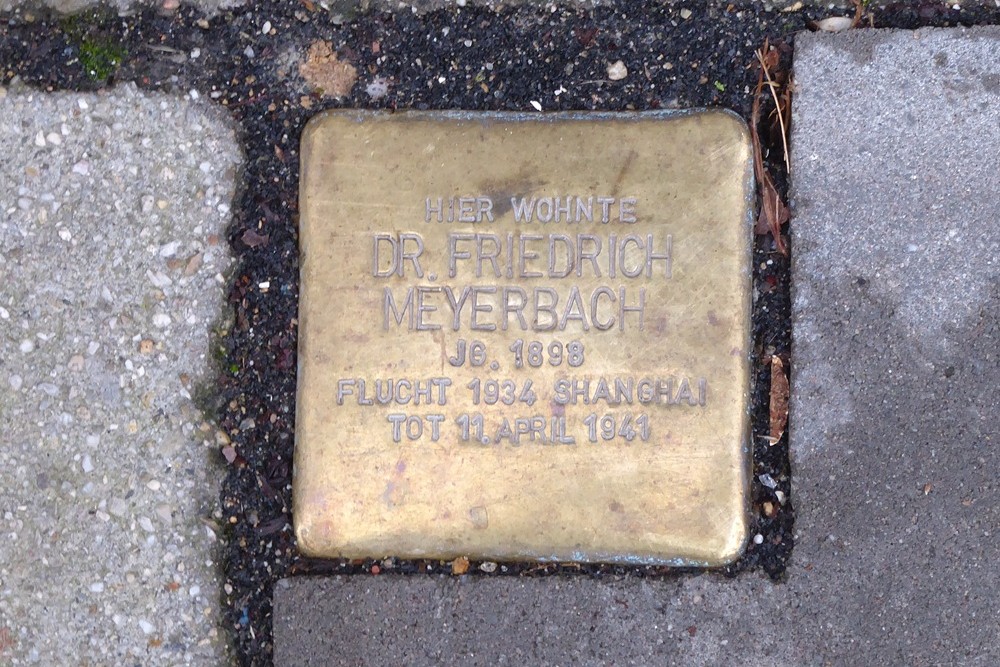 HIER WOHNTE
DR. FRIEDRICH
MEYERBACH
JG. 1898
FLUCHT 1934 SHANGHAI
TOT 11. APRIL 1941